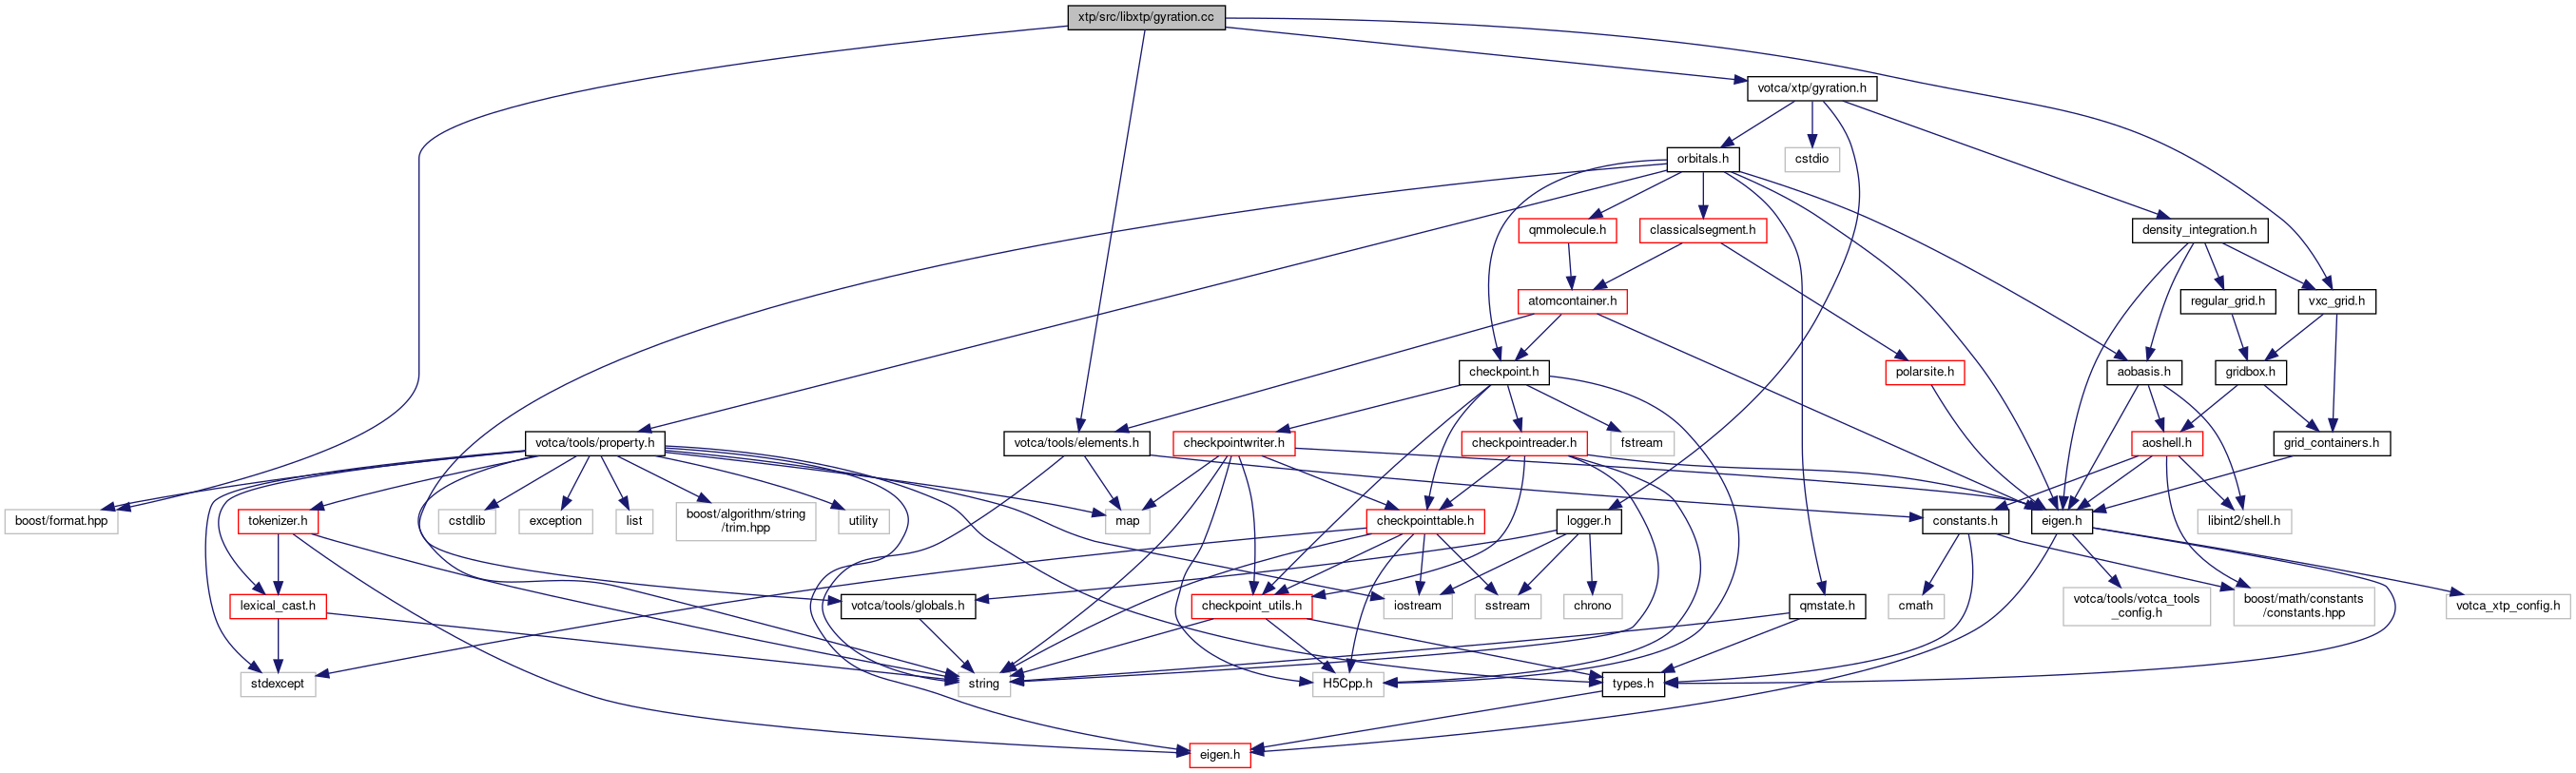 xtp/src/libxtp/gyration.cc
votca/xtp/gyration.h
orbitals.h
cstdio
qmmolecule.h
classicalsegment.h
density_integration.h
atomcontainer.h
regular_grid.h
vxc_grid.h
checkpoint.h
polarsite.h
aobasis.h
gridbox.h
votca/tools/property.h
votca/tools/elements.h
checkpointwriter.h
checkpointreader.h
fstream
aoshell.h
grid_containers.h
boost/format.hpp
tokenizer.h
cstdlib
exception
list
boost/algorithm/string
/trim.hpp
utility
map
checkpointtable.h
logger.h
constants.h
eigen.h
libint2/shell.h
lexical_cast.h
votca/tools/globals.h
checkpoint_utils.h
iostream
sstream
chrono
qmstate.h
cmath
votca/tools/votca_tools
_config.h
boost/math/constants
/constants.hpp
votca_xtp_config.h
stdexcept
string
H5Cpp.h
types.h
eigen.h